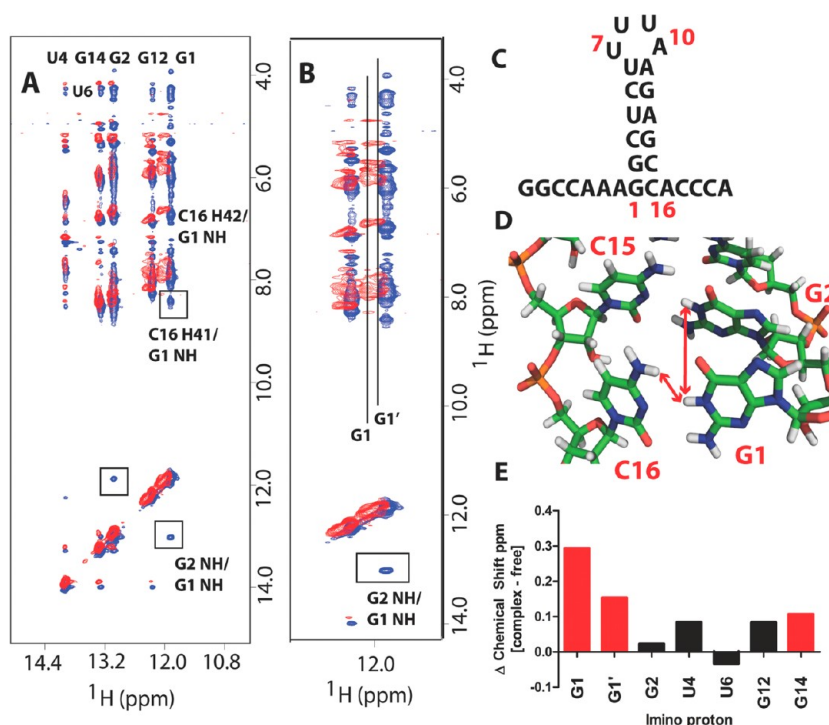 A
U4 G14 G2 G12 G1
U6
4.0
6.0
8.0
10.0
12.0
14.0
C16 H42/
G1 NH
C16 H41/
G1 NH
G2 NH/
G1 NH
14.4 13.2 12.0 10.8
¹H (ppm)
B
4.0
6.0
8.0
10.0
12.0
14.0
¹H (ppm)
G1 G1'
G2 NH/
G1 NH
12.0
¹H (ppm)
C
U U
7 U A 10
U A
C G
U A
C G
G C
GGCCAAAGCACCCA
1 16
D
C15
G2
C16
G1
E
Δ Chemical Shift ppm
[complex - free]
0.4
0.3
0.2
0.1
0.0
-0.1
G1 G1' G2 U4 U6 G12 G14
Imino proton